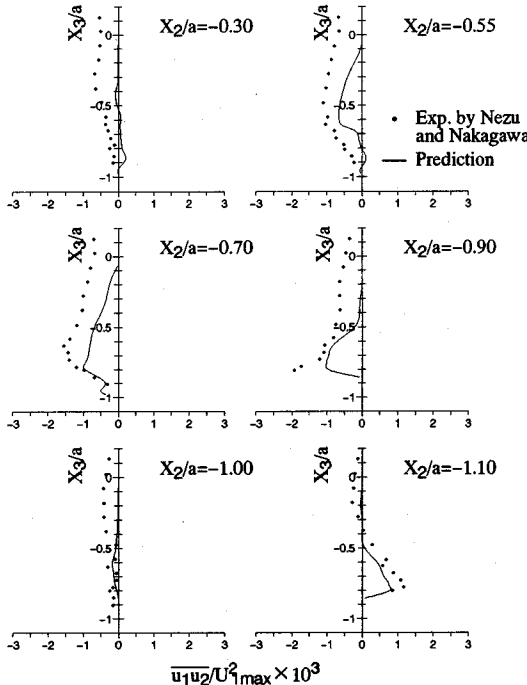 X3/a
0
−0.5
−1
X2/a=−0.30
−3 −2 −1 0 1 2 3
X3/a
0
−0.5
−1
X2/a=−0.55
Exp. by Nezu
and Nakagawa
Prediction
−3 −2 −1 0 1 2 3
X3/a
0
−0.5
−1
X2/a=−0.70
−3 −2 −1 0 1 2 3
X3/a
0
−0.5
−1
X2/a=−0.90
−3 −2 −1 0 1 2 3
X3/a
0
−0.5
−1
X2/a=−1.00
−3 −2 −1 0 1 2 3
X3/a
0
−0.5
−1
X2/a=−1.10
−3 −2 −1 0 1 2 3
u1u2/U²1max×10³